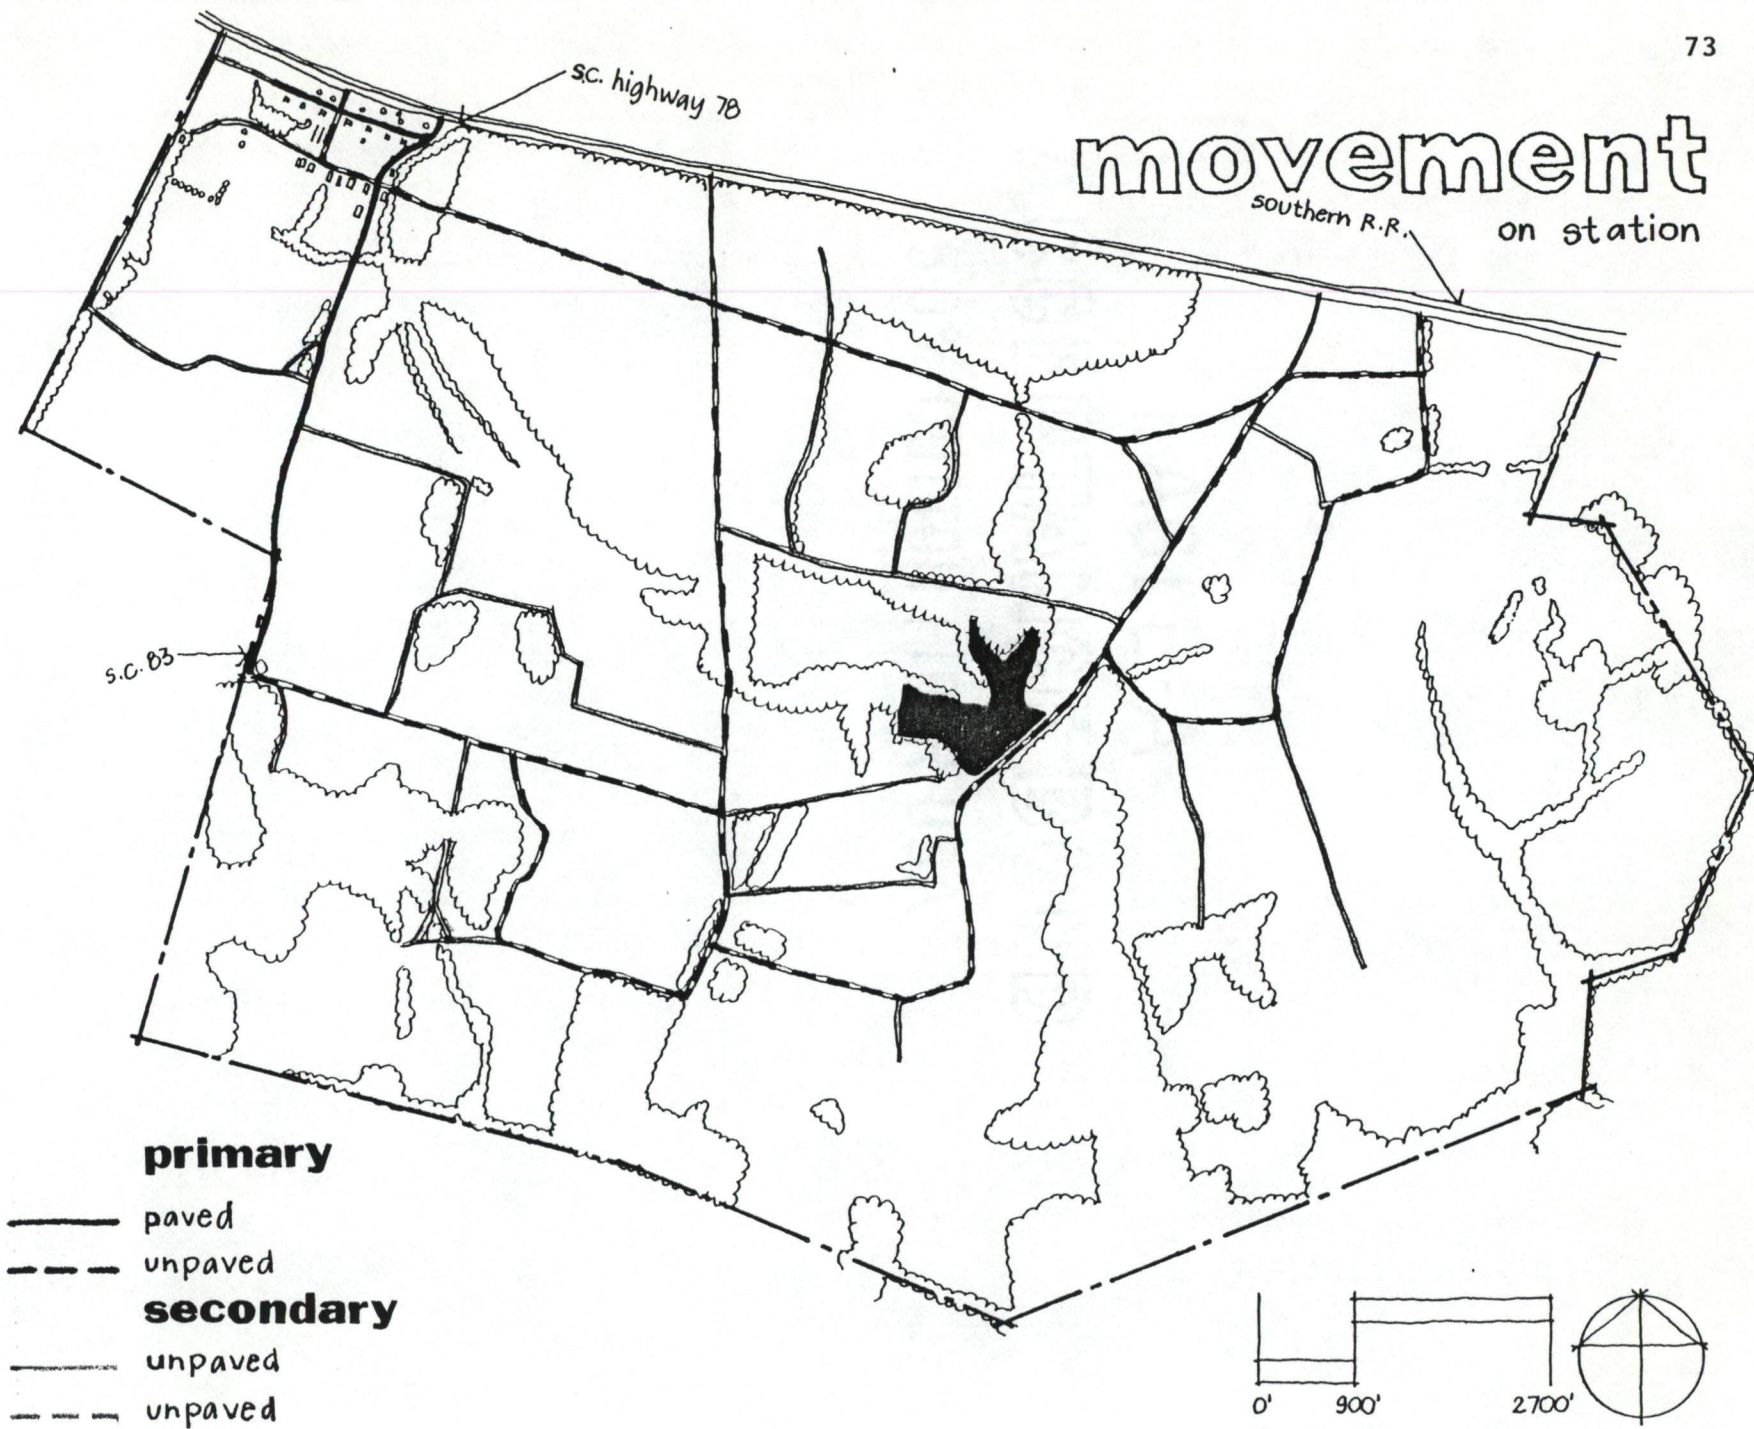 73
s.c. highway 78
movement
southern R.R.
on station
s.c. 83
primary
paved
unpaved
secondary
unpaved
unpaved
0' 900' 2700'